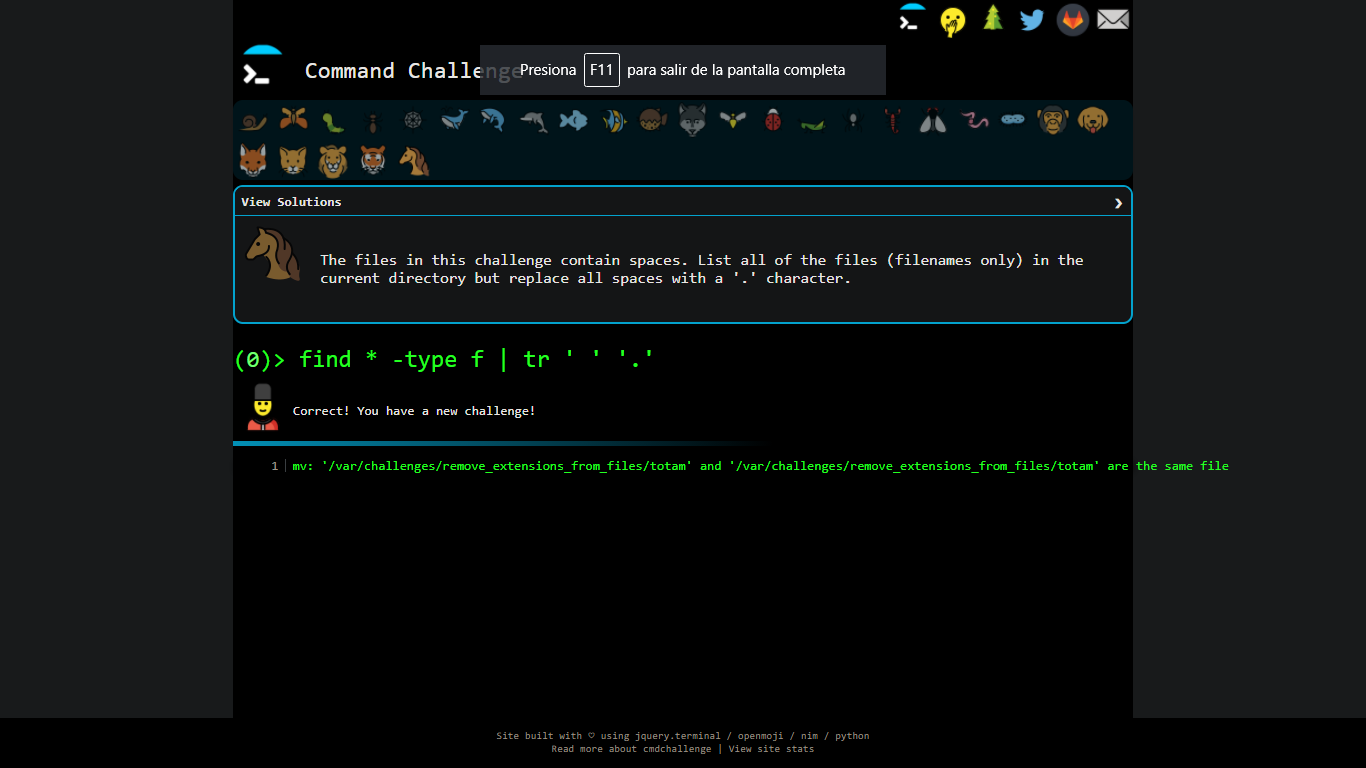 Command Challenge
Presiona F11 para salir de la pantalla completa
View Solutions ❯
The files in this challenge contain spaces. List all of the files (filenames only) in the
current directory but replace all spaces with a '.' character.
(0)> find * -type f | tr ' ' '.'
Correct! You have a new challenge!
1 mv: '/var/challenges/remove_extensions_from_files/totam' and '/var/challenges/remove_extensions_from_files/totam' are the same file
Site built with ♡ using jquery.terminal / openmoji / nim / python
Read more about cmdchallenge | View site stats